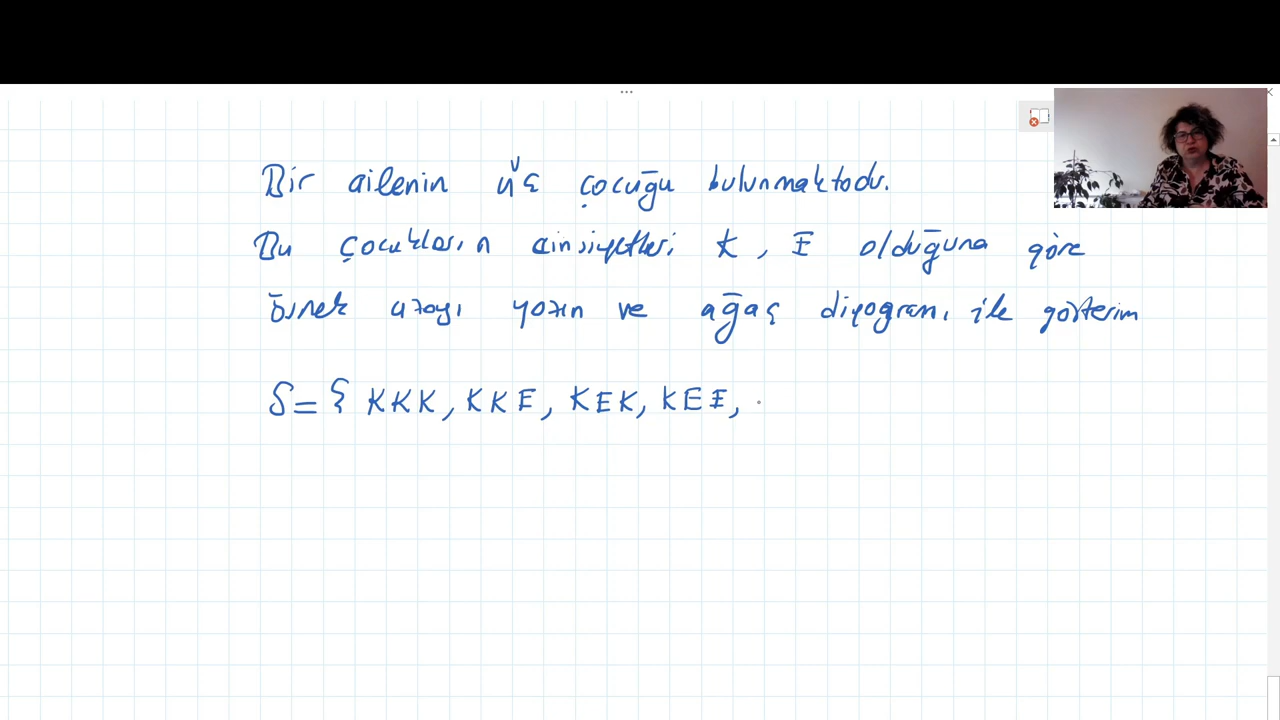 Bir ailenin üç çocuğu bulunmaktadır.
Bu çocukların cinsiyetleri K, E olduğuna göre
örnek uzayı yazın ve ağaç diyagramı ile gösterim
S = { KKK, KKE, KEK, KEE,